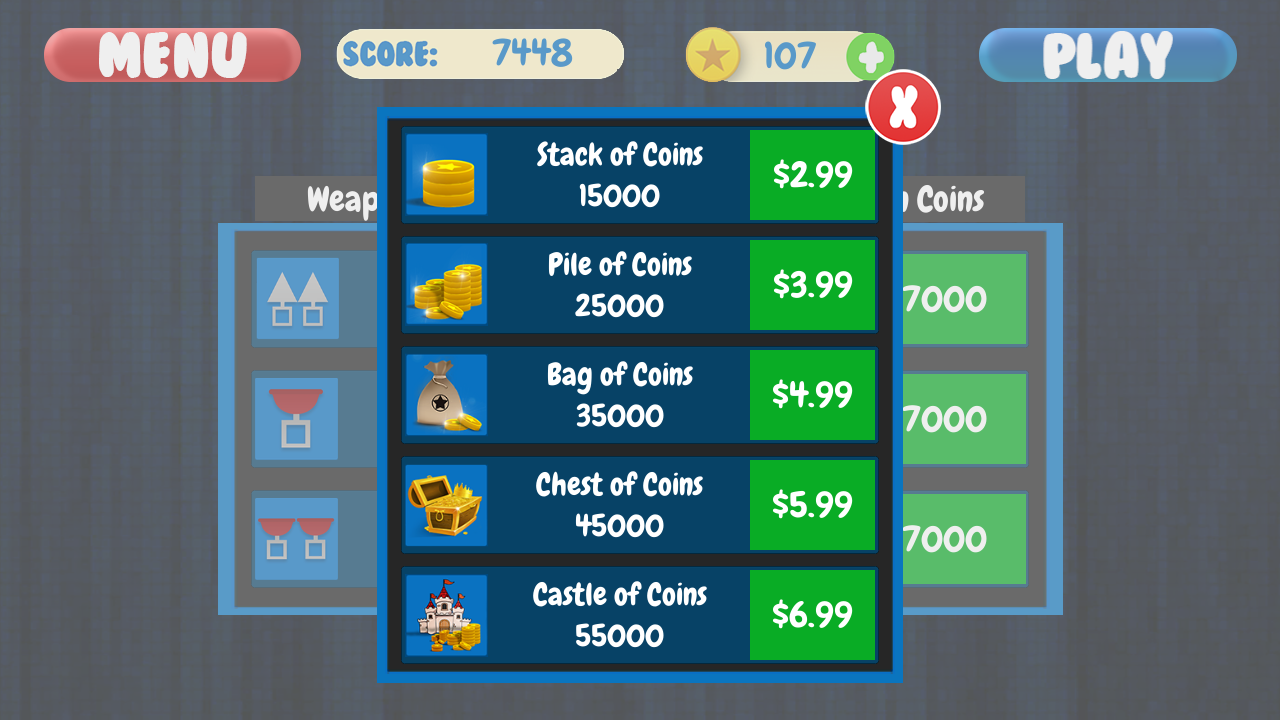 MENU
SCORE: 7448
107
PLAY
X
Stack of Coins
15000
$2.99
Weap
Coins
Pile of Coins
25000
$3.99
7000
Bag of Coins
35000
$4.99
7000
Chest of Coins
45000
$5.99
7000
Castle of Coins
55000
$6.99